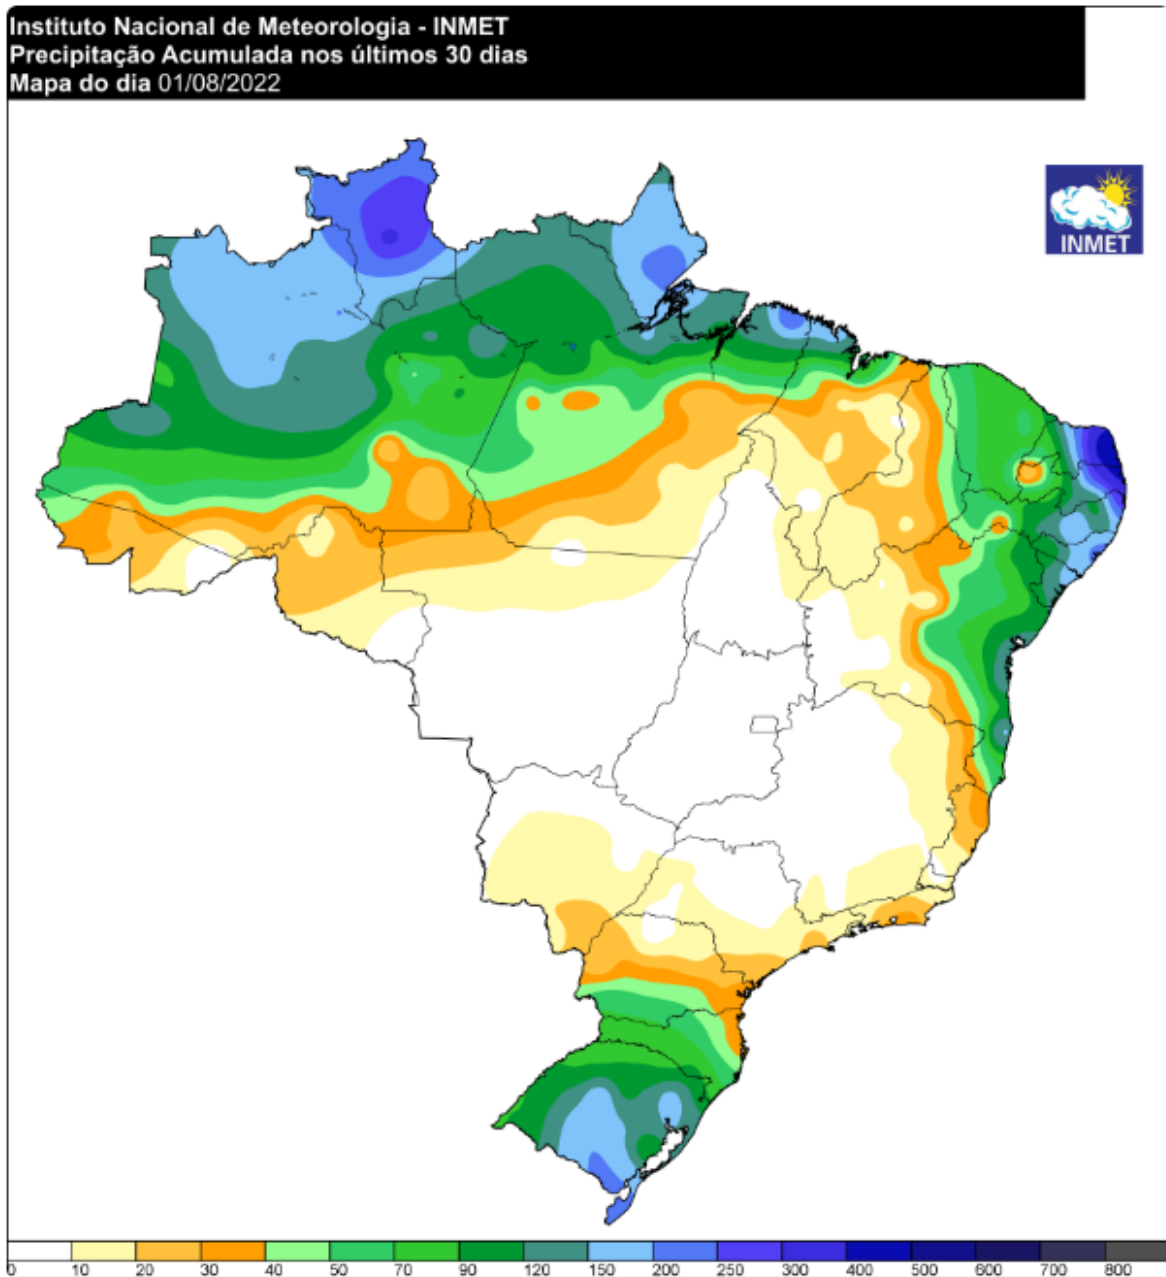 Instituto Nacional de Meteorologia - INMET
Precipitação Acumulada nos últimos 30 dias
Mapa do dia 01/08/2022
INMET
0 10 20 30 40 50 70 90 120 150 200 250 300 400 500 600 700 800